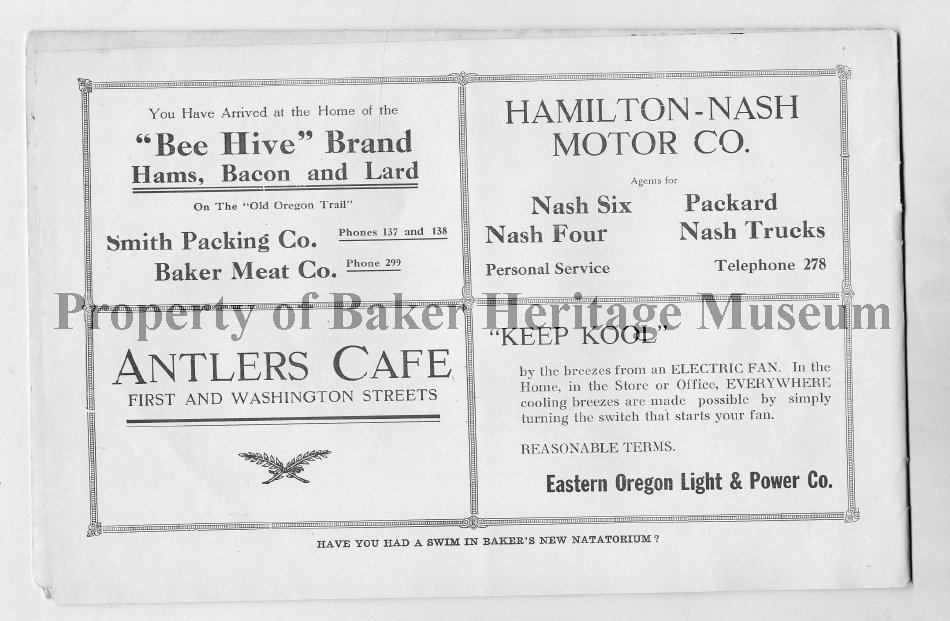 You Have Arrived at the Home of the
"Bee Hive" Brand
Hams, Bacon and Lard
On The "Old Oregon Trail"
Smith Packing Co. Phones 137 and 138
Baker Meat Co. Phone 299
HAMILTON-NASH
MOTOR CO.
Agents for
Nash Six Packard
Nash Four Nash Trucks
Personal Service Telephone 278
Property of Baker Heritage Museum
ANTLERS CAFE
FIRST AND WASHINGTON STREETS
"KEEP KOOL"
by the breezes from an ELECTRIC FAN. In the
Home, in the Store or Office, EVERYWHERE
cooling breezes are made possible by simply
turning the switch that starts your fan.
REASONABLE TERMS.
Eastern Oregon Light & Power Co.
HAVE YOU HAD A SWIM IN BAKER'S NEW NATATORIUM?